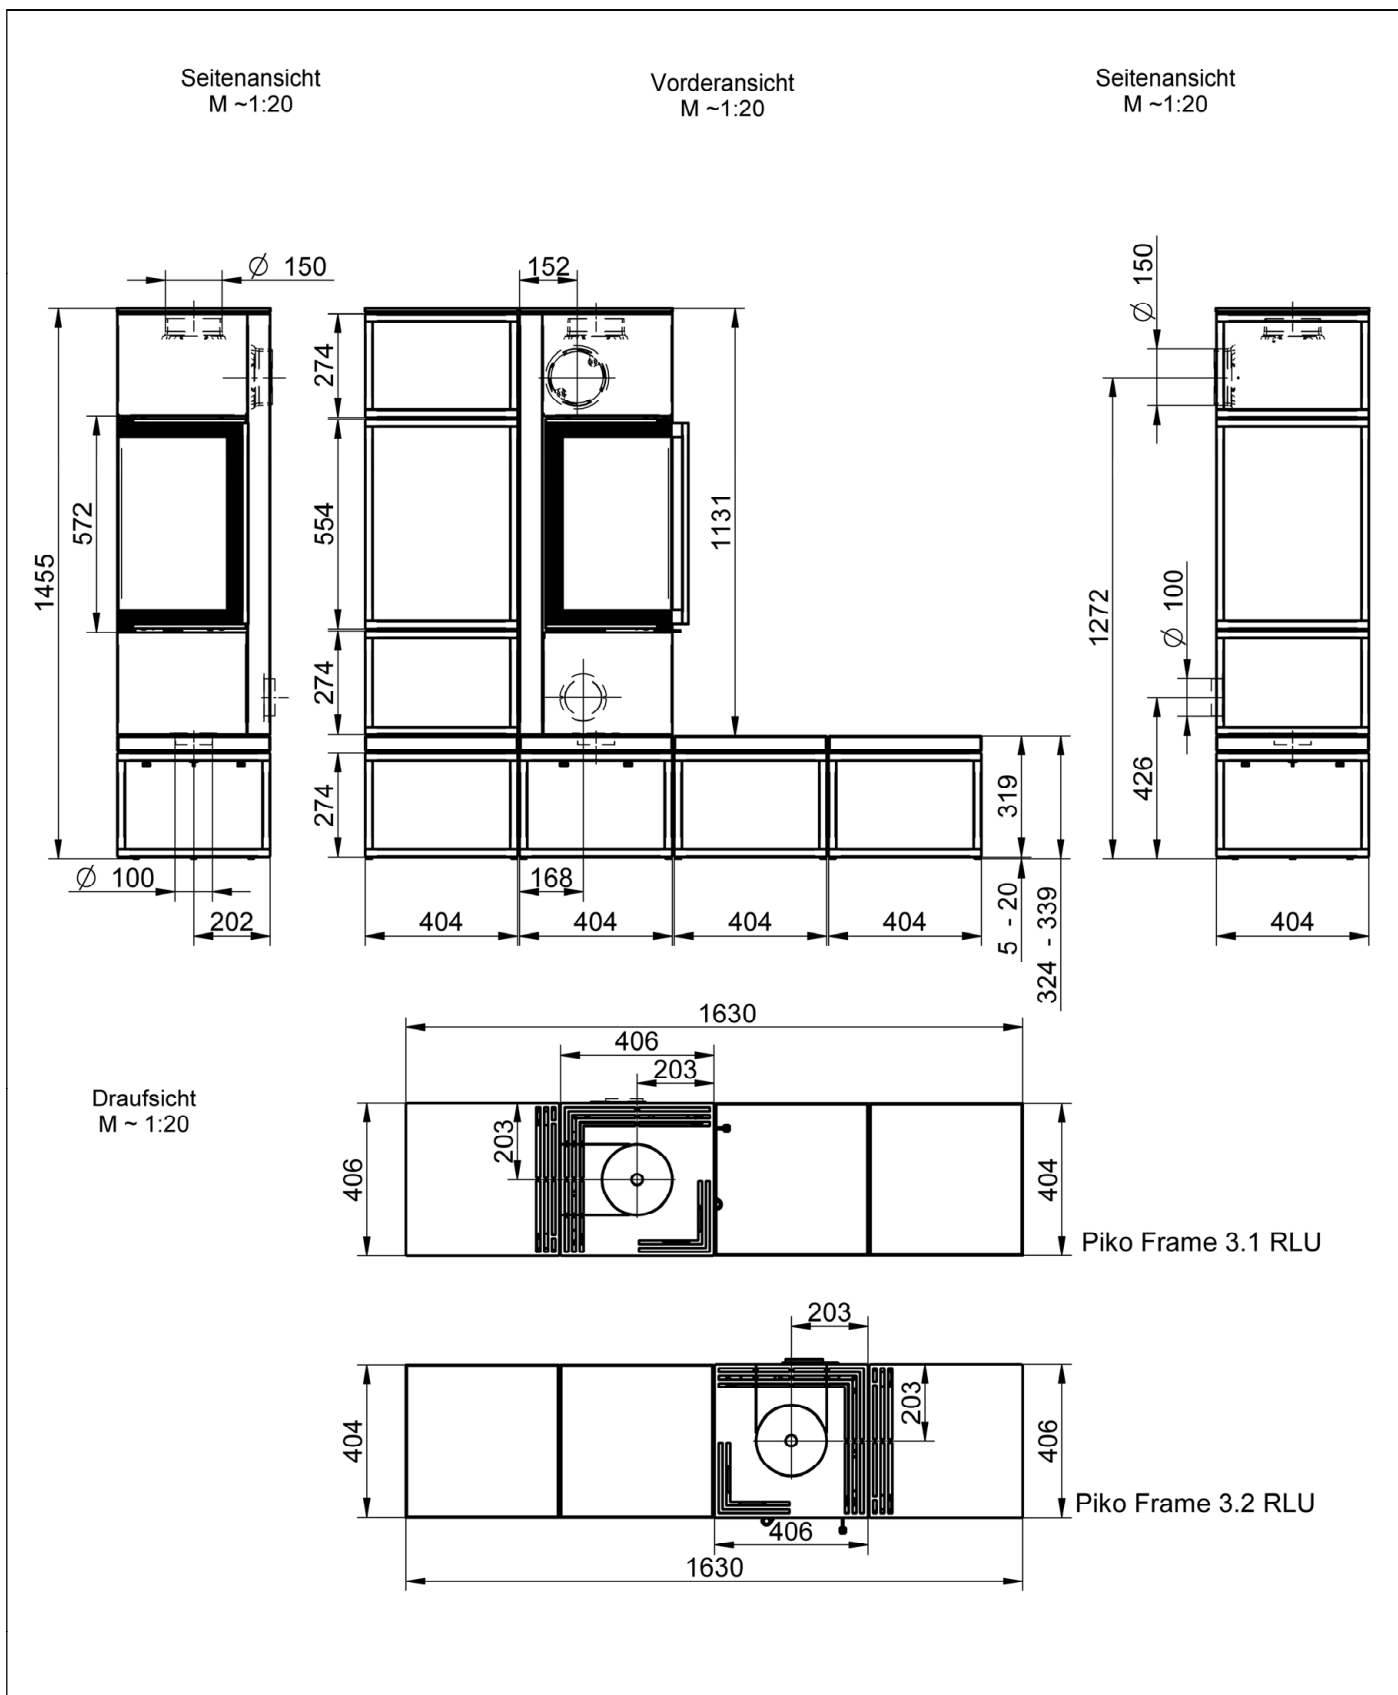 Seitenansicht
M ~1:20
Vorderansicht
M ~1:20
Seitenansicht
M ~1:20
Ø 150
152
Ø 150
274
572
554
1131
1455
1272
Ø 100
274
426
274
319
Ø 100
168
202
404
404
404
404
5 - 20
324 - 339
404
1630
406
203
Draufsicht
M ~ 1:20
203
406
404
Piko Frame 3.1 RLU
203
404
203
406
Piko Frame 3.2 RLU
406
1630